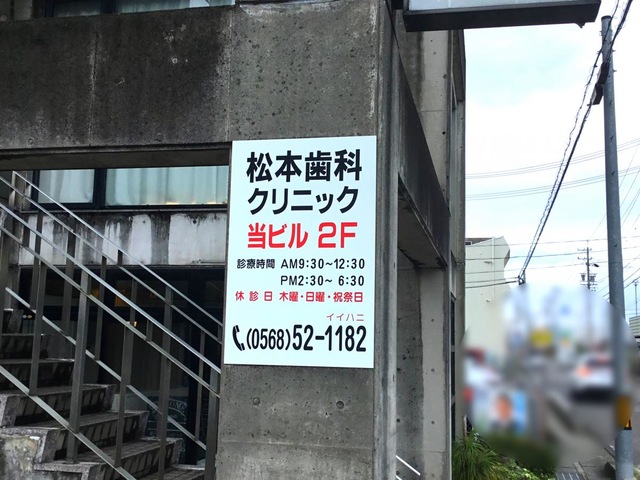 松本歯科
クリニック
当ビル 2F
診療時間 AM9:30~12:30
PM2:30~ 6:30
休診日 木曜・日曜・祝祭日
イイハニ
(0568)52-1182